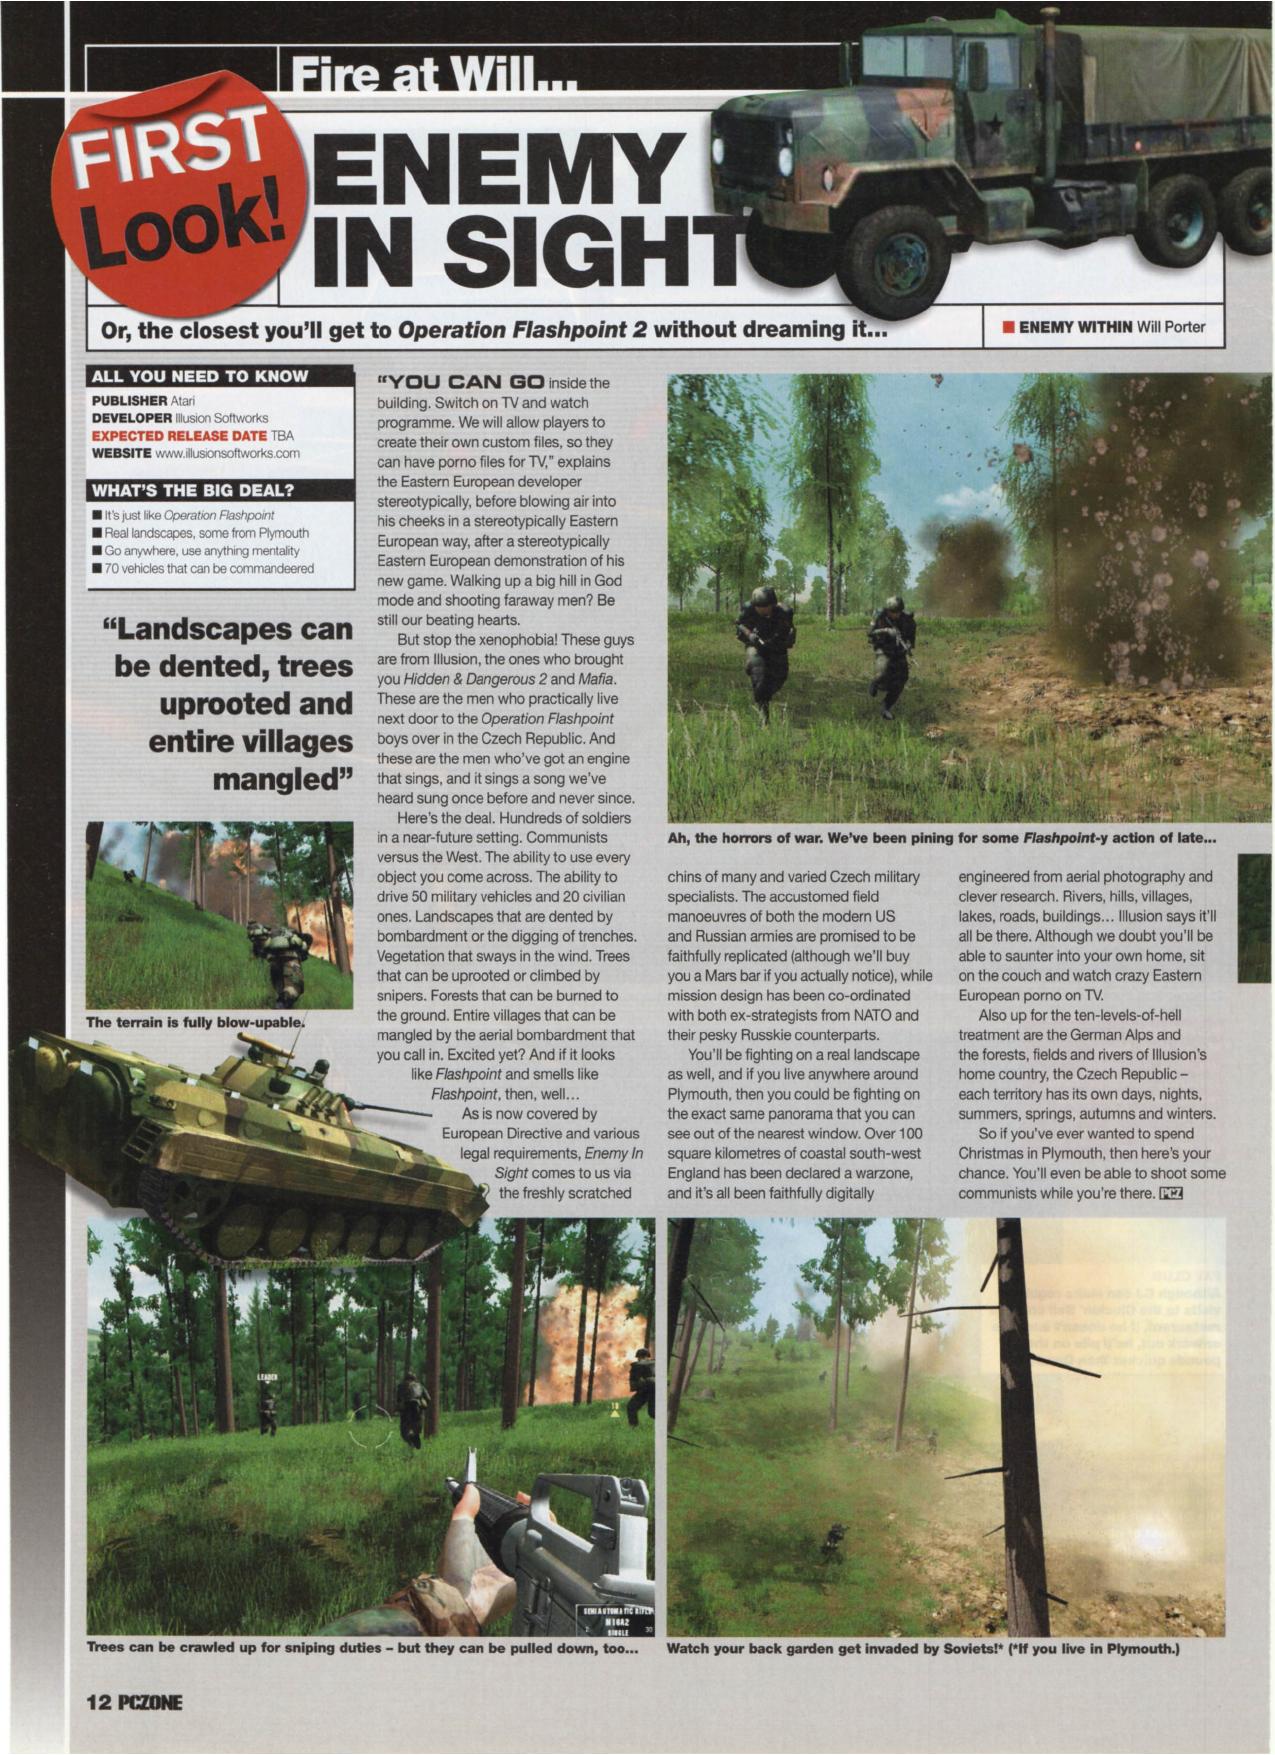 Fire at Will...
FIRST
Look!
ENEMY
IN SIGHT
Or, the closest you'll get to Operation Flashpoint 2 without dreaming it...
■ ENEMY WITHIN Will Porter
ALL YOU NEED TO KNOW
PUBLISHER Atari
DEVELOPER Illusion Softworks
EXPECTED RELEASE DATE TBA
WEBSITE www.illusionsoftworks.com
WHAT'S THE BIG DEAL?
■ It's just like Operation Flashpoint
■ Real landscapes, some from Plymouth
■ Go anywhere, use anything mentality
■ 70 vehicles that can be commandeered
"Landscapes can
be dented, trees
uprooted and
entire villages
mangled"
The terrain is fully blow-upable.
"YOU CAN GO inside the
building. Switch on TV and watch
programme. We will allow players to
create their own custom files, so they
can have porno files for TV," explains
the Eastern European developer
stereotypically, before blowing air into
his cheeks in a stereotypically Eastern
European way, after a stereotypically
Eastern European demonstration of his
new game. Walking up a big hill in God
mode and shooting faraway men? Be
still our beating hearts.
But stop the xenophobia! These guys
are from Illusion, the ones who brought
you Hidden & Dangerous 2 and Mafia.
These are the men who practically live
next door to the Operation Flashpoint
boys over in the Czech Republic. And
these are the men who've got an engine
that sings, and it sings a song we've
heard sung once before and never since.
Here's the deal. Hundreds of soldiers
in a near-future setting. Communists
versus the West. The ability to use every
object you come across. The ability to
drive 50 military vehicles and 20 civilian
ones. Landscapes that are dented by
bombardment or the digging of trenches.
Vegetation that sways in the wind. Trees
that can be uprooted or climbed by
snipers. Forests that can be burned to
the ground. Entire villages that can be
mangled by the aerial bombardment that
you call in. Excited yet? And if it looks
like Flashpoint and smells like
Flashpoint, then, well...
As is now covered by
European Directive and various
legal requirements, Enemy In
Sight comes to us via
the freshly scratched
Ah, the horrors of war. We've been pining for some Flashpoint-y action of late...
chins of many and varied Czech military
specialists. The accustomed field
manoeuvres of both the modern US
and Russian armies are promised to be
faithfully replicated (although we'll buy
you a Mars bar if you actually notice), while
mission design has been co-ordinated
with both ex-strategists from NATO and
their pesky Russkie counterparts.
You'll be fighting on a real landscape
as well, and if you live anywhere around
Plymouth, then you could be fighting on
the exact same panorama that you can
see out of the nearest window. Over 100
square kilometres of coastal south-west
England has been declared a warzone,
and it's all been faithfully digitally
engineered from aerial photography and
clever research. Rivers, hills, villages,
lakes, roads, buildings... Illusion says it'll
all be there. Although we doubt you'll be
able to saunter into your own home, sit
on the couch and watch crazy Eastern
European porno on TV.
Also up for the ten-levels-of-hell
treatment are the German Alps and
the forests, fields and rivers of Illusion's
home country, the Czech Republic –
each territory has its own days, nights,
summers, springs, autumns and winters.
So if you've ever wanted to spend
Christmas in Plymouth, then here's your
chance. You'll even be able to shoot some
communists while you're there. PCZ
LEADER
SEMIAUTOMATIC RIFLE
M16A2
SINGLE 30
Trees can be crawled up for sniping duties – but they can be pulled down, too...
Watch your back garden get invaded by Soviets!* (*If you live in Plymouth.)
12 PCZONE